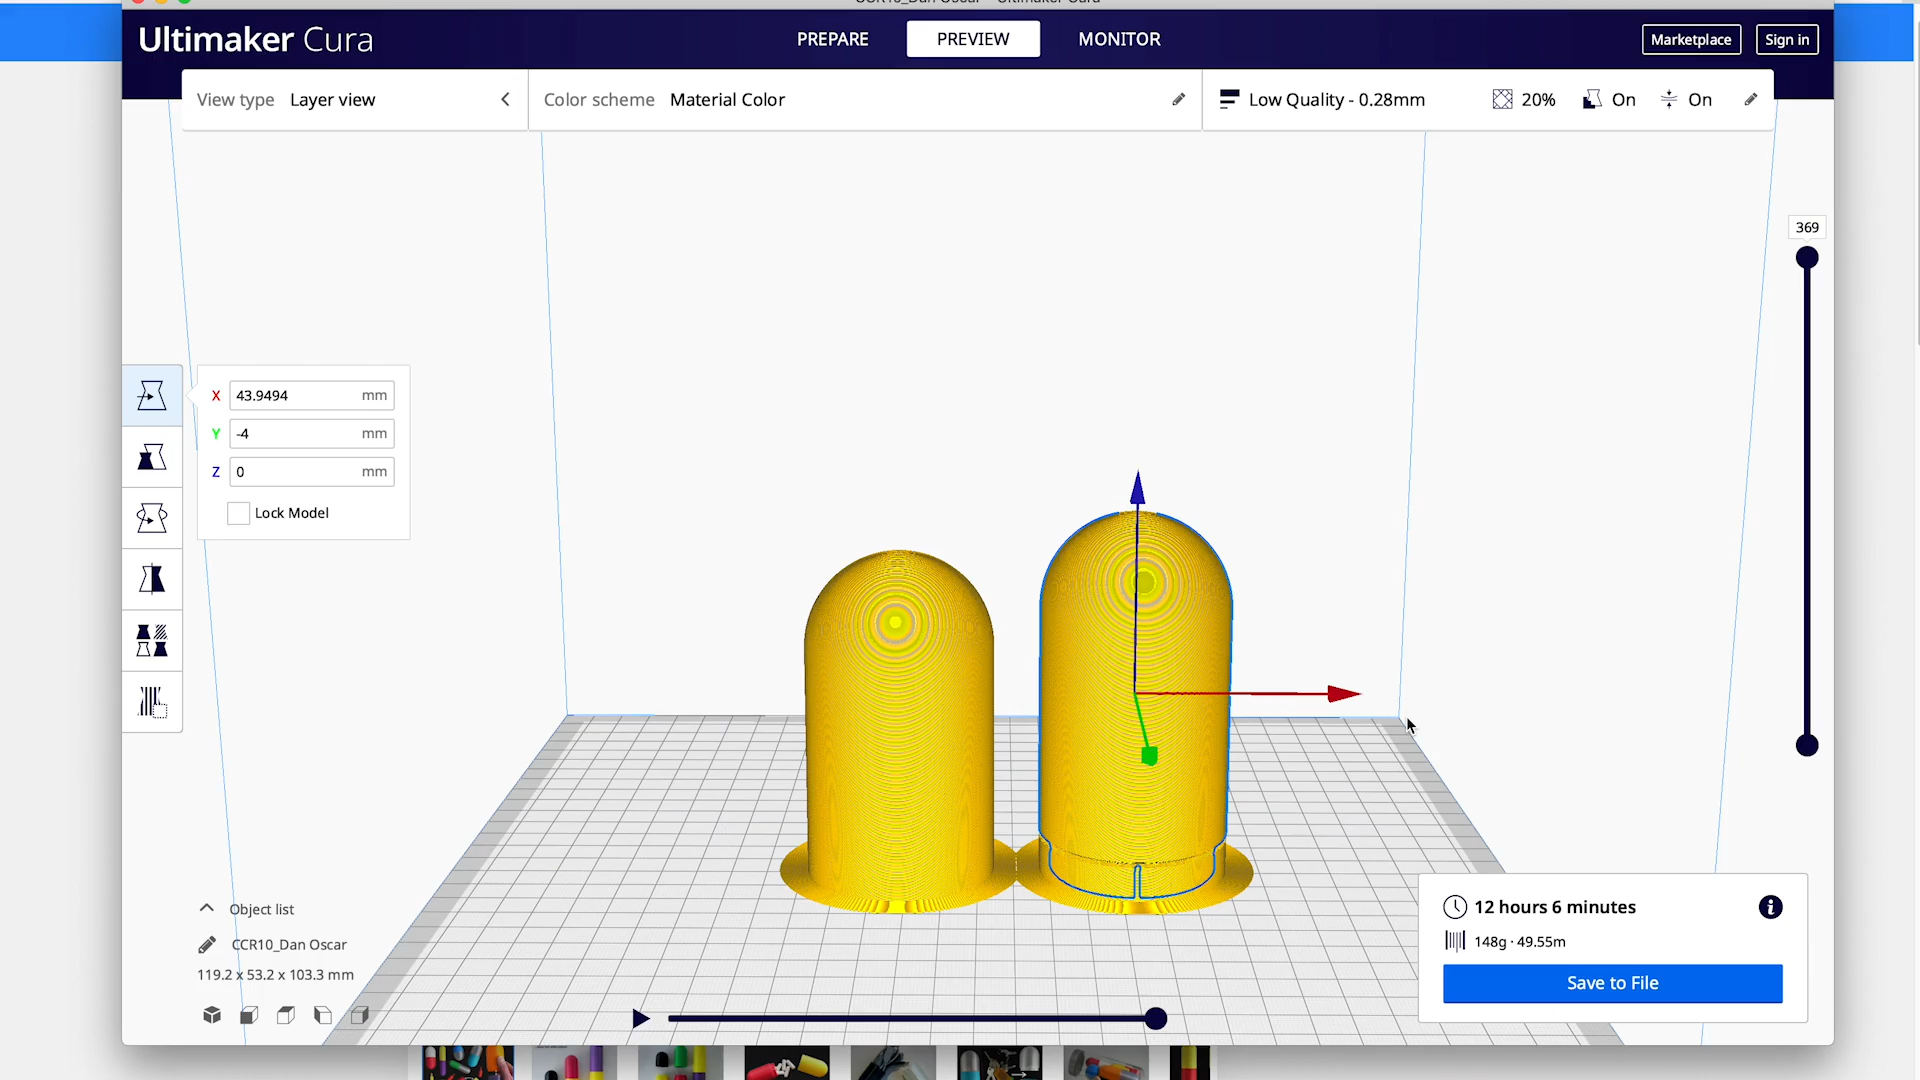 Ultimaker Cura
PREPARE
PREVIEW
MONITOR
Marketplace
Sign in
View type Layer view
Color scheme Material Color
Low Quality - 0.28mm
20%
On
On
369
X 43.9494 mm
Y -4 mm
Z 0 mm
Lock Model
Object list
CCR10_Dan Oscar
119.2 x 53.2 x 103.3 mm
12 hours 6 minutes
148g · 49.55m
Save to File